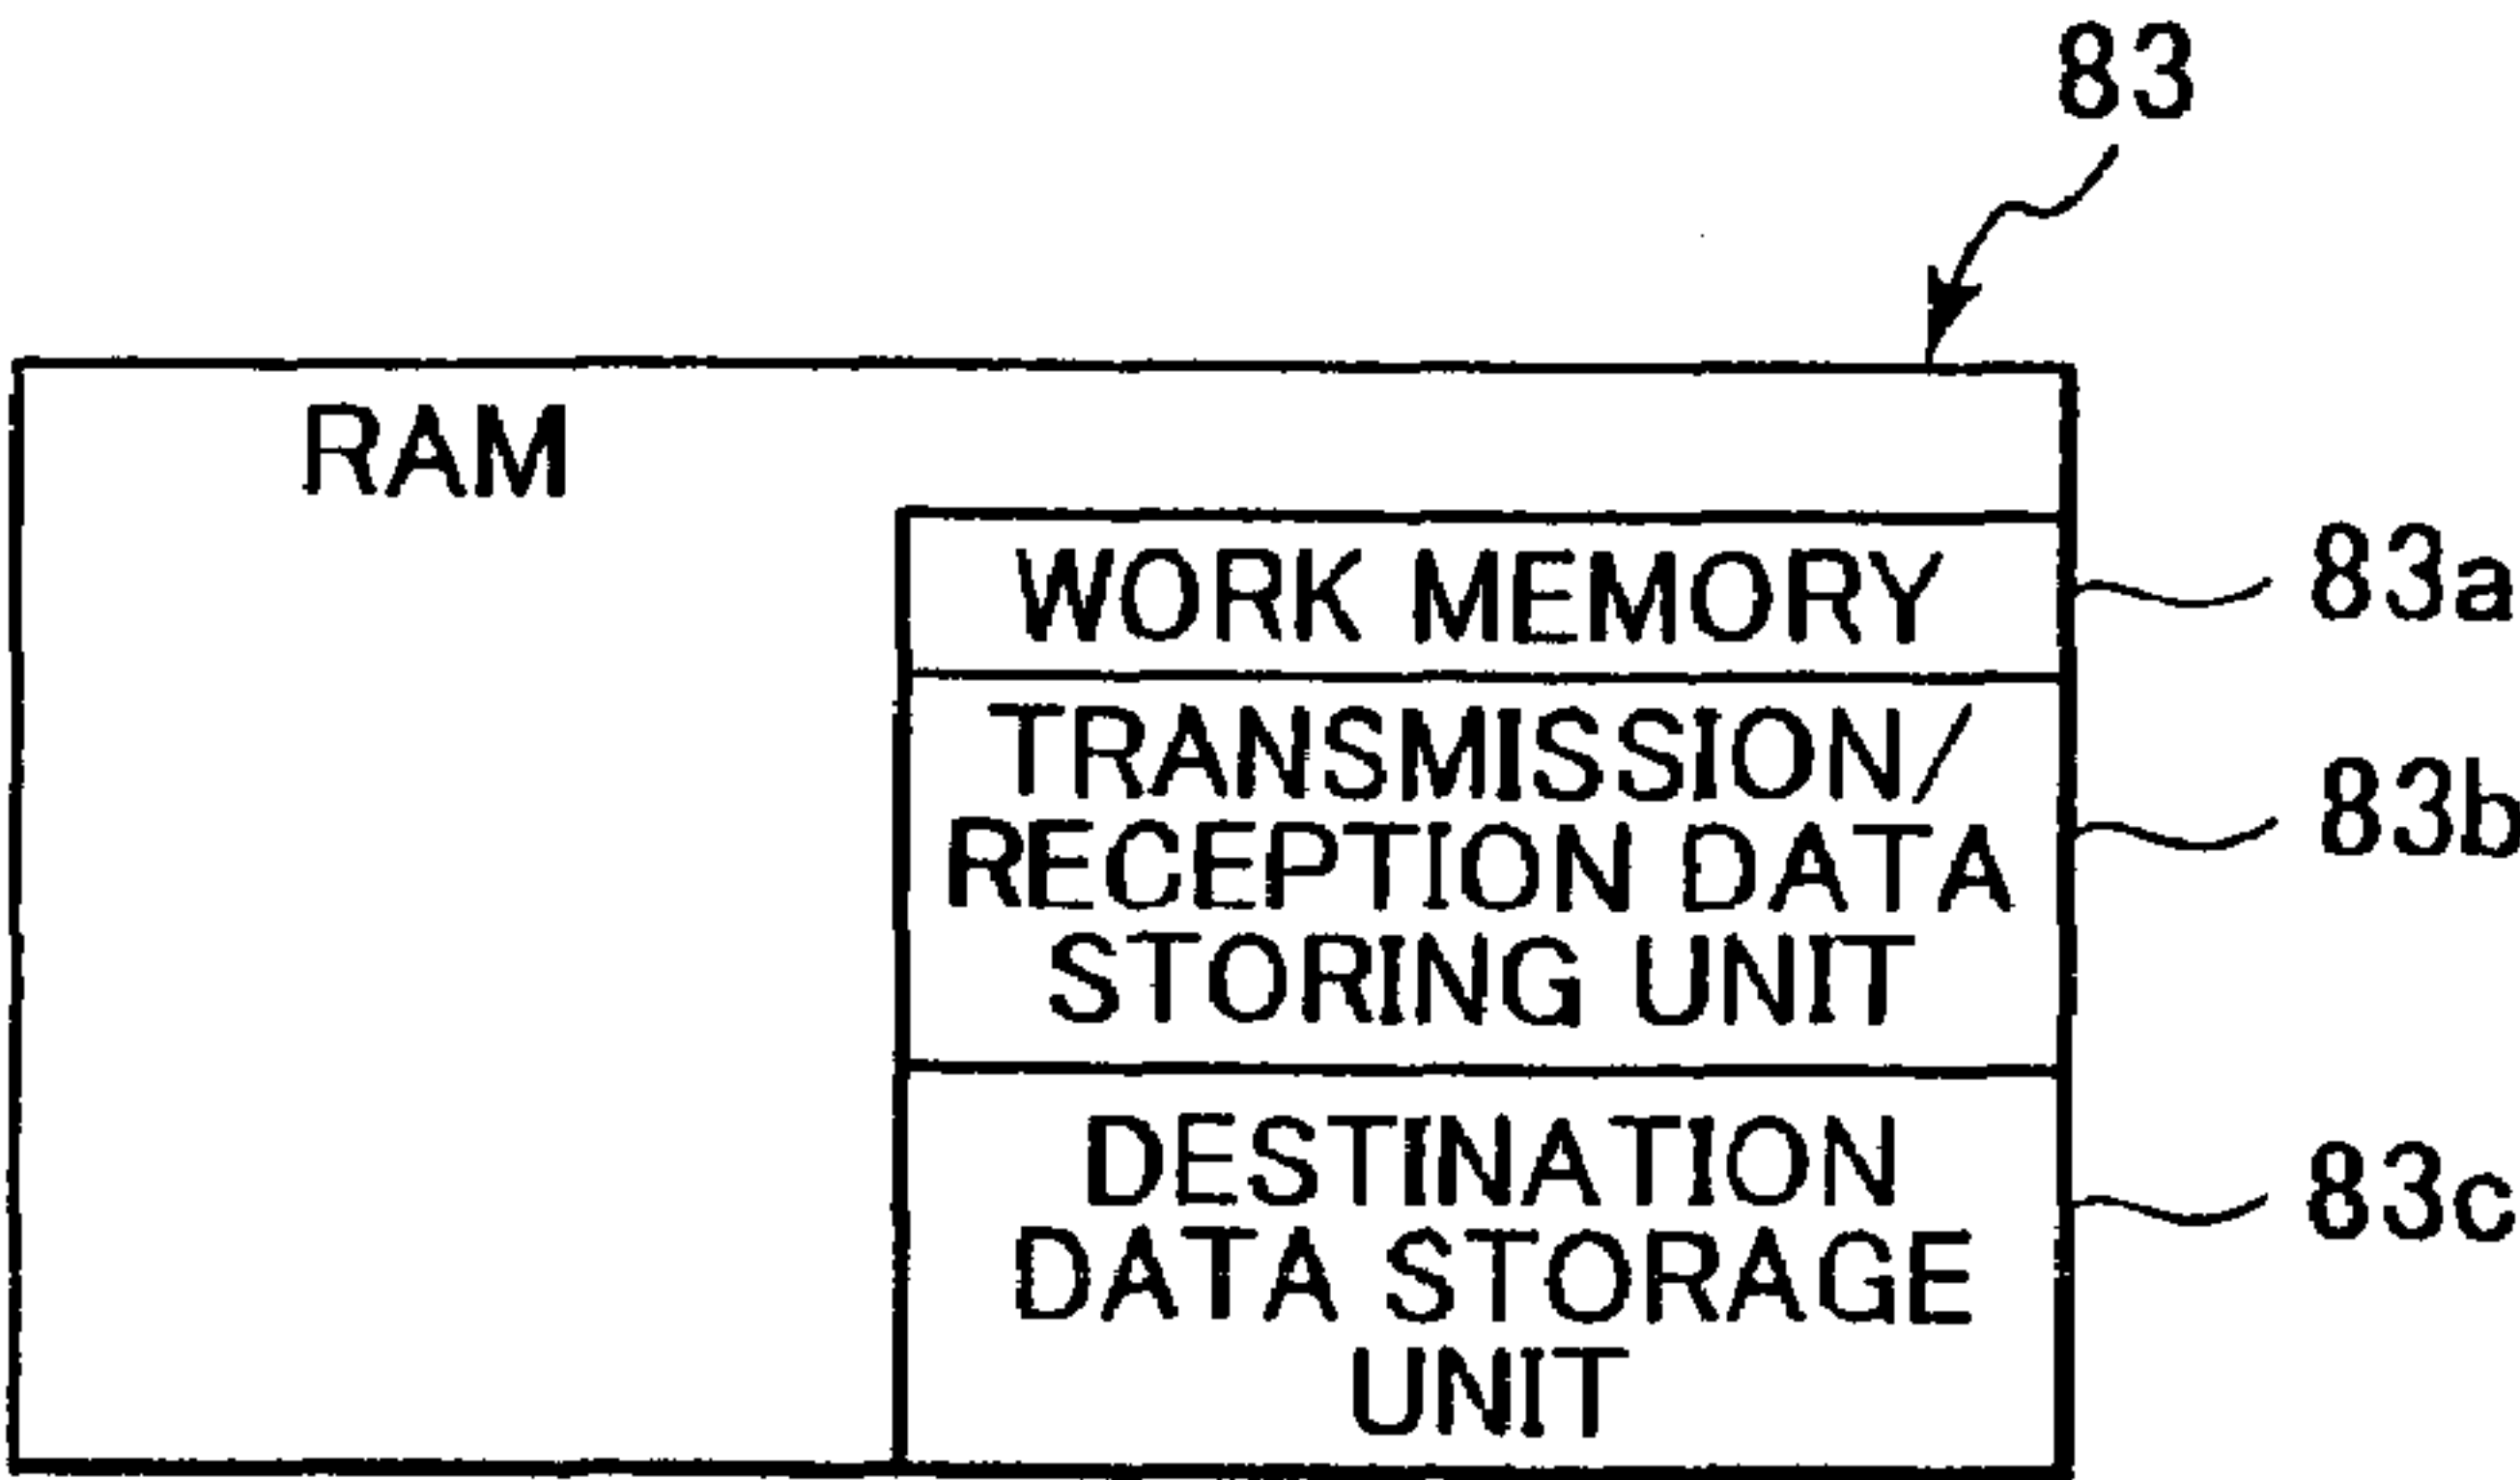 83
RAM
WORK MEMORY
83a
TRANSMISSION/
RECEPTION DATA
STORING UNIT
83b
DESTINATION
DATA STORAGE
UNIT
83c